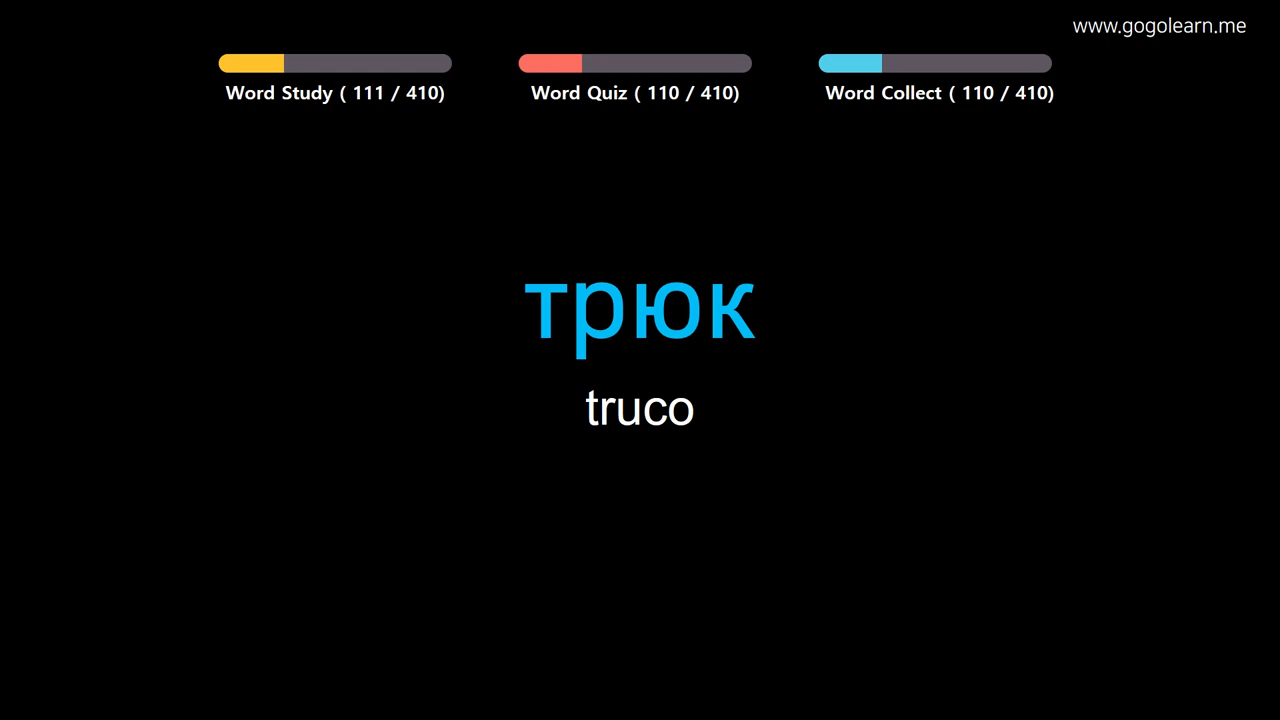 www.gogolearn.me
Word Study ( 111 / 410)
Word Quiz ( 110 / 410)
Word Collect ( 110 / 410)
трюк
truco